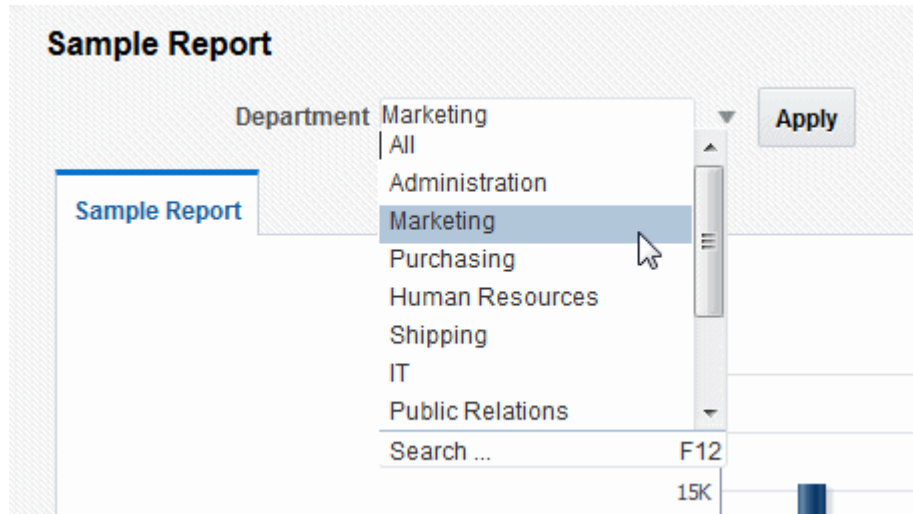 Sample Report
Department Marketing Apply
All
Administration
Sample Report
Marketing
Purchasing
Human Resources
Shipping
IT
Public Relations
Search ... F12
15K